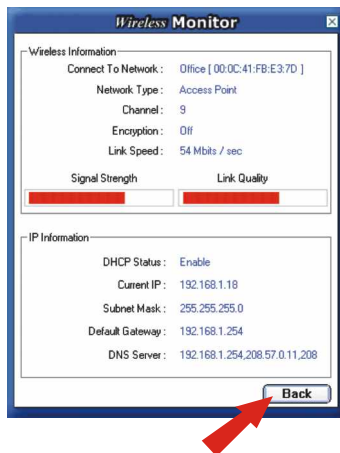 Wireless Monitor
Wireless Information
Connect To Network : Office [ 00:0C:41:FB:E3:7D ]
Network Type : Access Point
Channel : 9
Encryption : Off
Link Speed : 54 Mbits / sec
Signal Strength Link Quality
IP Information
DHCP Status : Enable
Current IP : 192.168.1.18
Subnet Mask : 255.255.255.0
Default Gateway : 192.168.1.254
DNS Server : 192.168.1.254,208.57.0.11,208
Back